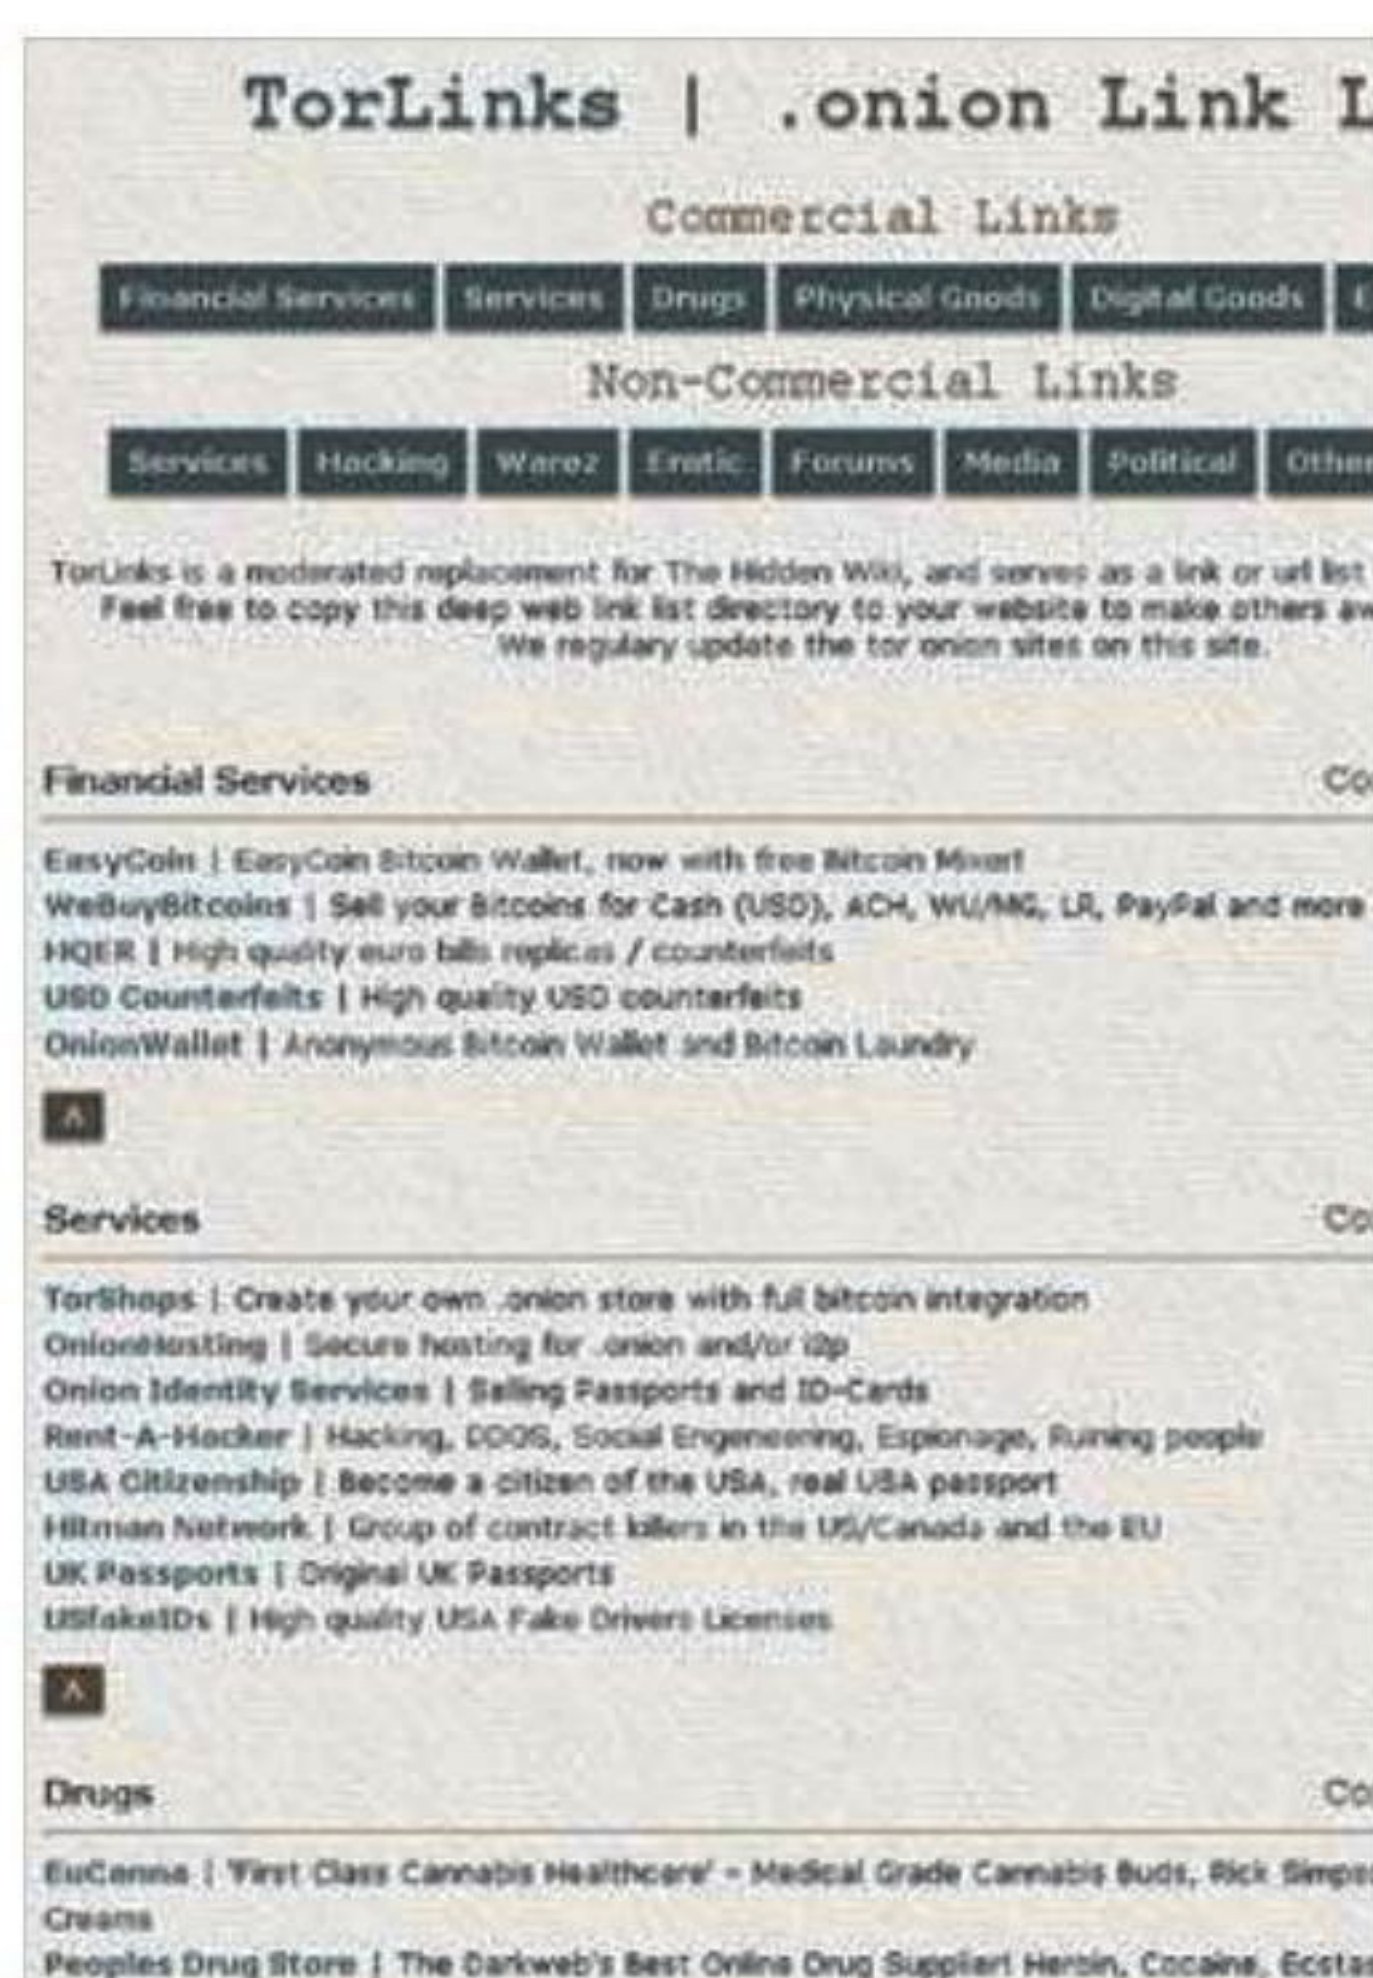 TorLinks | .onion Link L
Commercial Links
Financial Services Services Drugs Physical Goods Digital Goods E
Non-Commercial Links
Services Hacking Warez Erotic Forums Media Political Other
TorLinks is a moderated replacement for The Hidden Wiki, and serves as a link or url list
Feel free to copy this deep web link list directory to your website to make others aw
We regulary update the tor onion sites on this site.
Financial Services Co
EasyCoin | EasyCoin Bitcoin Wallet, now with free Bitcoin Mixer!
WeBuyBitcoins | Sell your Bitcoins for Cash (USD), ACH, WU/MG, LR, PayPal and more
HQER | High quality euro bills replicas / counterfeits
USD Counterfeits | High quality USD counterfeits
OnionWallet | Anonymous Bitcoin Wallet and Bitcoin Laundry
^
Services Co
TorShops | Create your own .onion store with full bitcoin integration
OnionHosting | Secure hosting for .onion and/or i2p
Onion Identity Services | Selling Passports and ID-Cards
Rent-A-Hacker | Hacking, DDOS, Social Engeneering, Espionage, Ruining people
USA Citizenship | Become a citizen of the USA, real USA passport
Hitman Network | Group of contract killers in the US/Canada and the EU
UK Passports | Original UK Passports
USfakeIDs | High quality USA Fake Drivers Licenses
^
Drugs Co
EuCanna | 'First Class Cannabis Healthcare' - Medical Grade Cannabis Buds, Rick Simpso
Creams
Peoples Drug Store | The Darkweb's Best Online Drug Supplier! Heroin, Cocaine, Ecstas